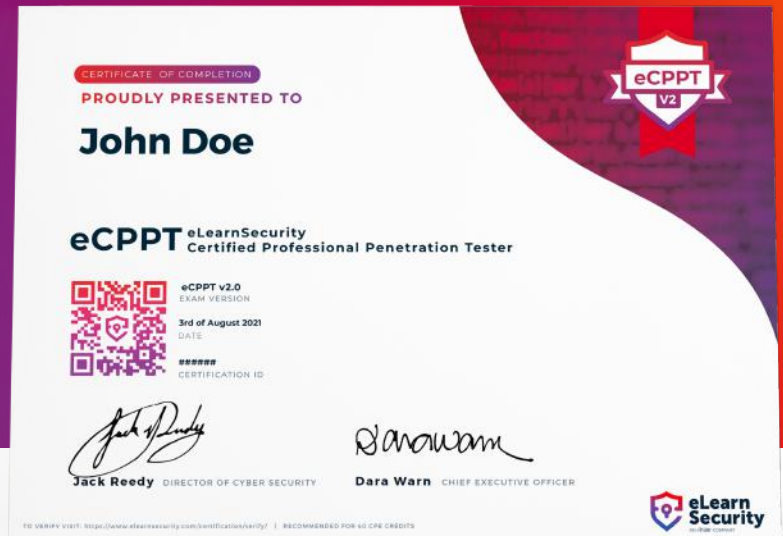 CERTIFICATE OF COMPLETION
PROUDLY PRESENTED TO
John Doe
eCPPT
V2
eCPPT eLearnSecurity
Certified Professional Penetration Tester
eCPPT v2.0
EXAM VERSION
3rd of August 2021
DATE
######
CERTIFICATION ID
Jack Reedy DIRECTOR OF CYBER SECURITY
Dara Warn CHIEF EXECUTIVE OFFICER
TO VERIFY VISIT: https://www.elearnsecurity.com/certification/verify/ | RECOMMENDED FOR 40 CPE CREDITS
eLearn
Security